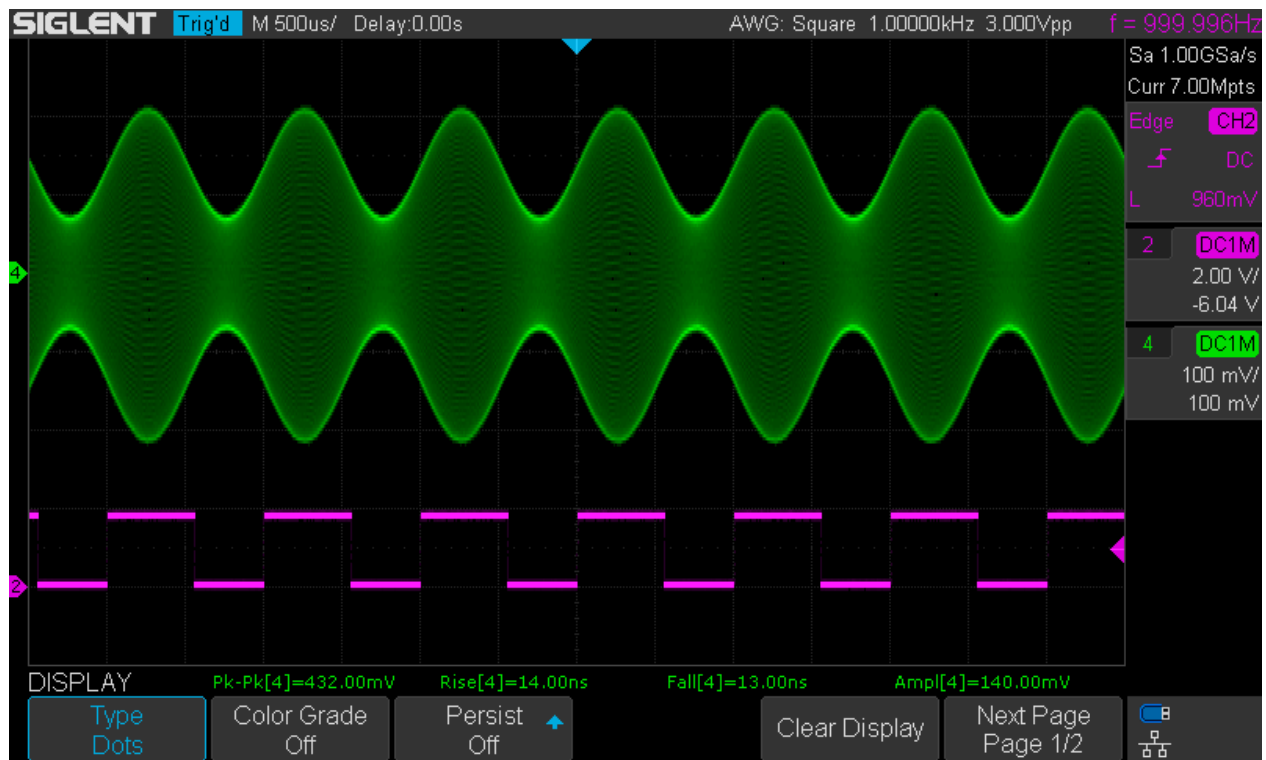 SIGLENT Trig'd M 500us/ Delay:0.00s AWG: Square 1.00000kHz 3.000Vpp f = 999.996Hz
Sa 1.00GSa/s
Curr 7.00Mpts
Edge CH2
DC
L 960mV
2 DC1M
2.00 V/
-6.04 V
4 DC1M
100 mV/
100 mV
4
2
DISPLAY Pk-Pk[4]=432.00mV Rise[4]=14.00ns Fall[4]=13.00ns Ampl[4]=140.00mV
Type Color Grade Persist Clear Display Next Page
Dots Off Off Page 1/2